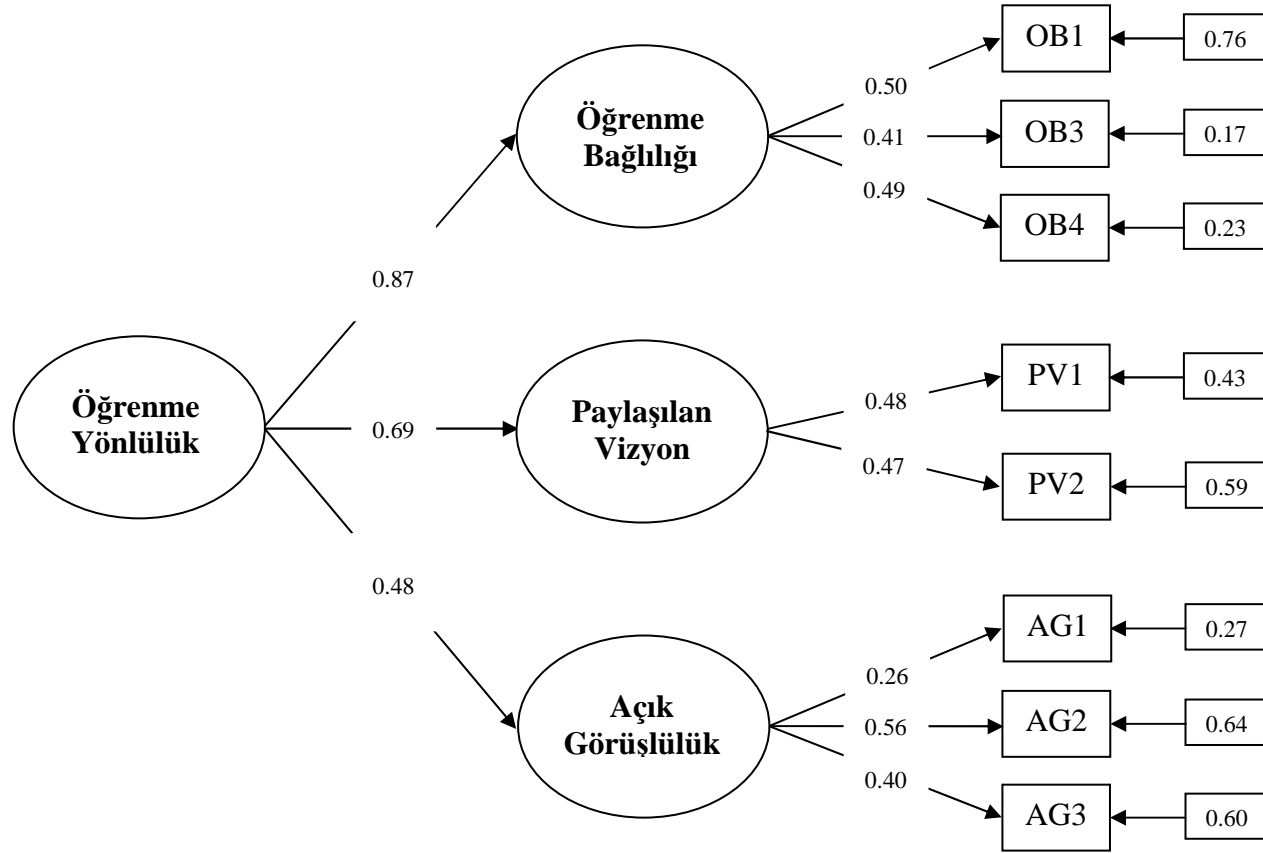 OB1
0.76
0.50
Öğrenme
Bağlılığı
0.41
OB3
0.17
0.49
OB4
0.23
0.87
Öğrenme
Yönlülük
0.69
Paylaşılan
Vizyon
0.48
PV1
0.43
0.47
PV2
0.59
0.48
Açık
Görüşlülük
0.26
AG1
0.27
0.56
AG2
0.64
0.40
AG3
0.60